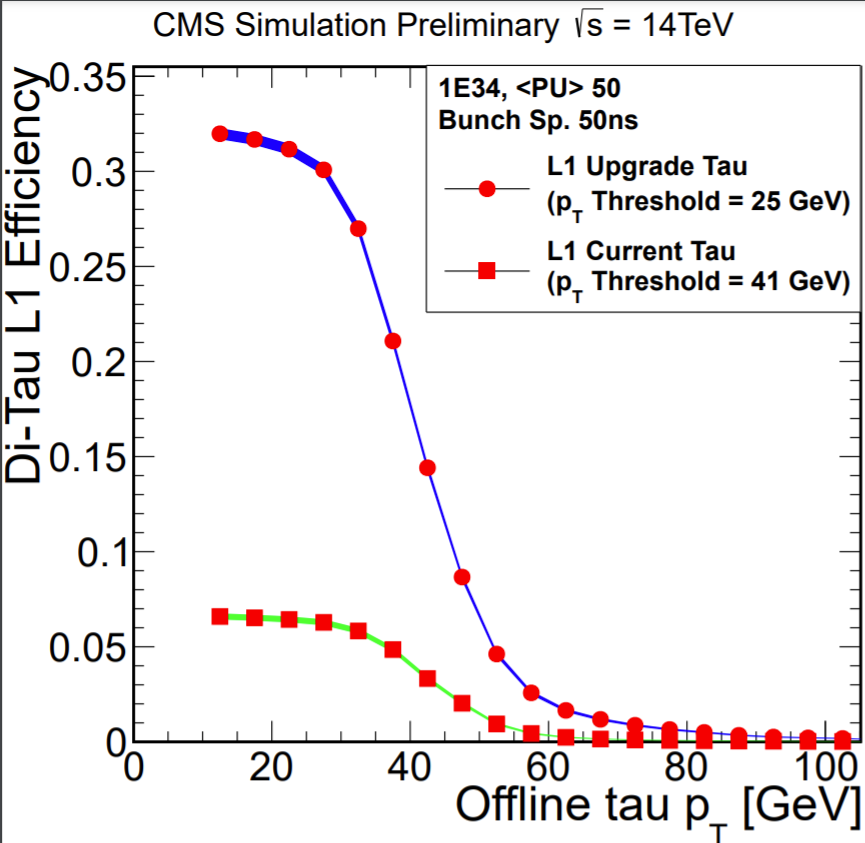 CMS Simulation Preliminary √s = 14TeV
Di-Tau L1 Efficiency
0.35
0.3
0.25
0.2
0.15
0.1
0.05
0
1E34, <PU> 50
Bunch Sp. 50ns
L1 Upgrade Tau
(pT Threshold = 25 GeV)
L1 Current Tau
(pT Threshold = 41 GeV)
0 20 40 60 80 100
Offline tau pT [GeV]